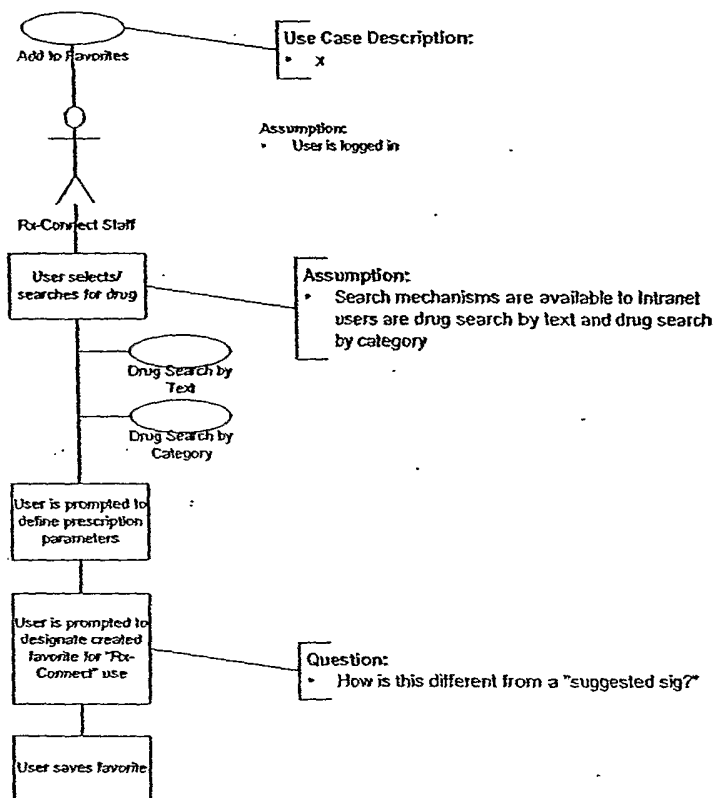 Add to Favorites
Use Case Description:
• x
Assumption:
• User is logged in
Rx-Connect Staff
User selects/
searches for drug
Assumption:
• Search mechanisms are available to Intranet
users are drug search by text and drug search
by category
Drug Search by
Text
Drug Search by
Category
User is prompted to
define prescription
parameters
User is prompted to
designate created
favorite for "Rx-
Connect" use
Question:
• How is this different from a "suggested sig?"
User saves favorite